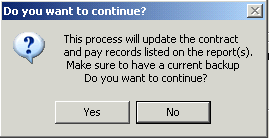 Do you want to continue?
This process will update the contract
and pay records listed on the report(s).
Make sure to have a current backup
Do you want to continue?
Yes
No